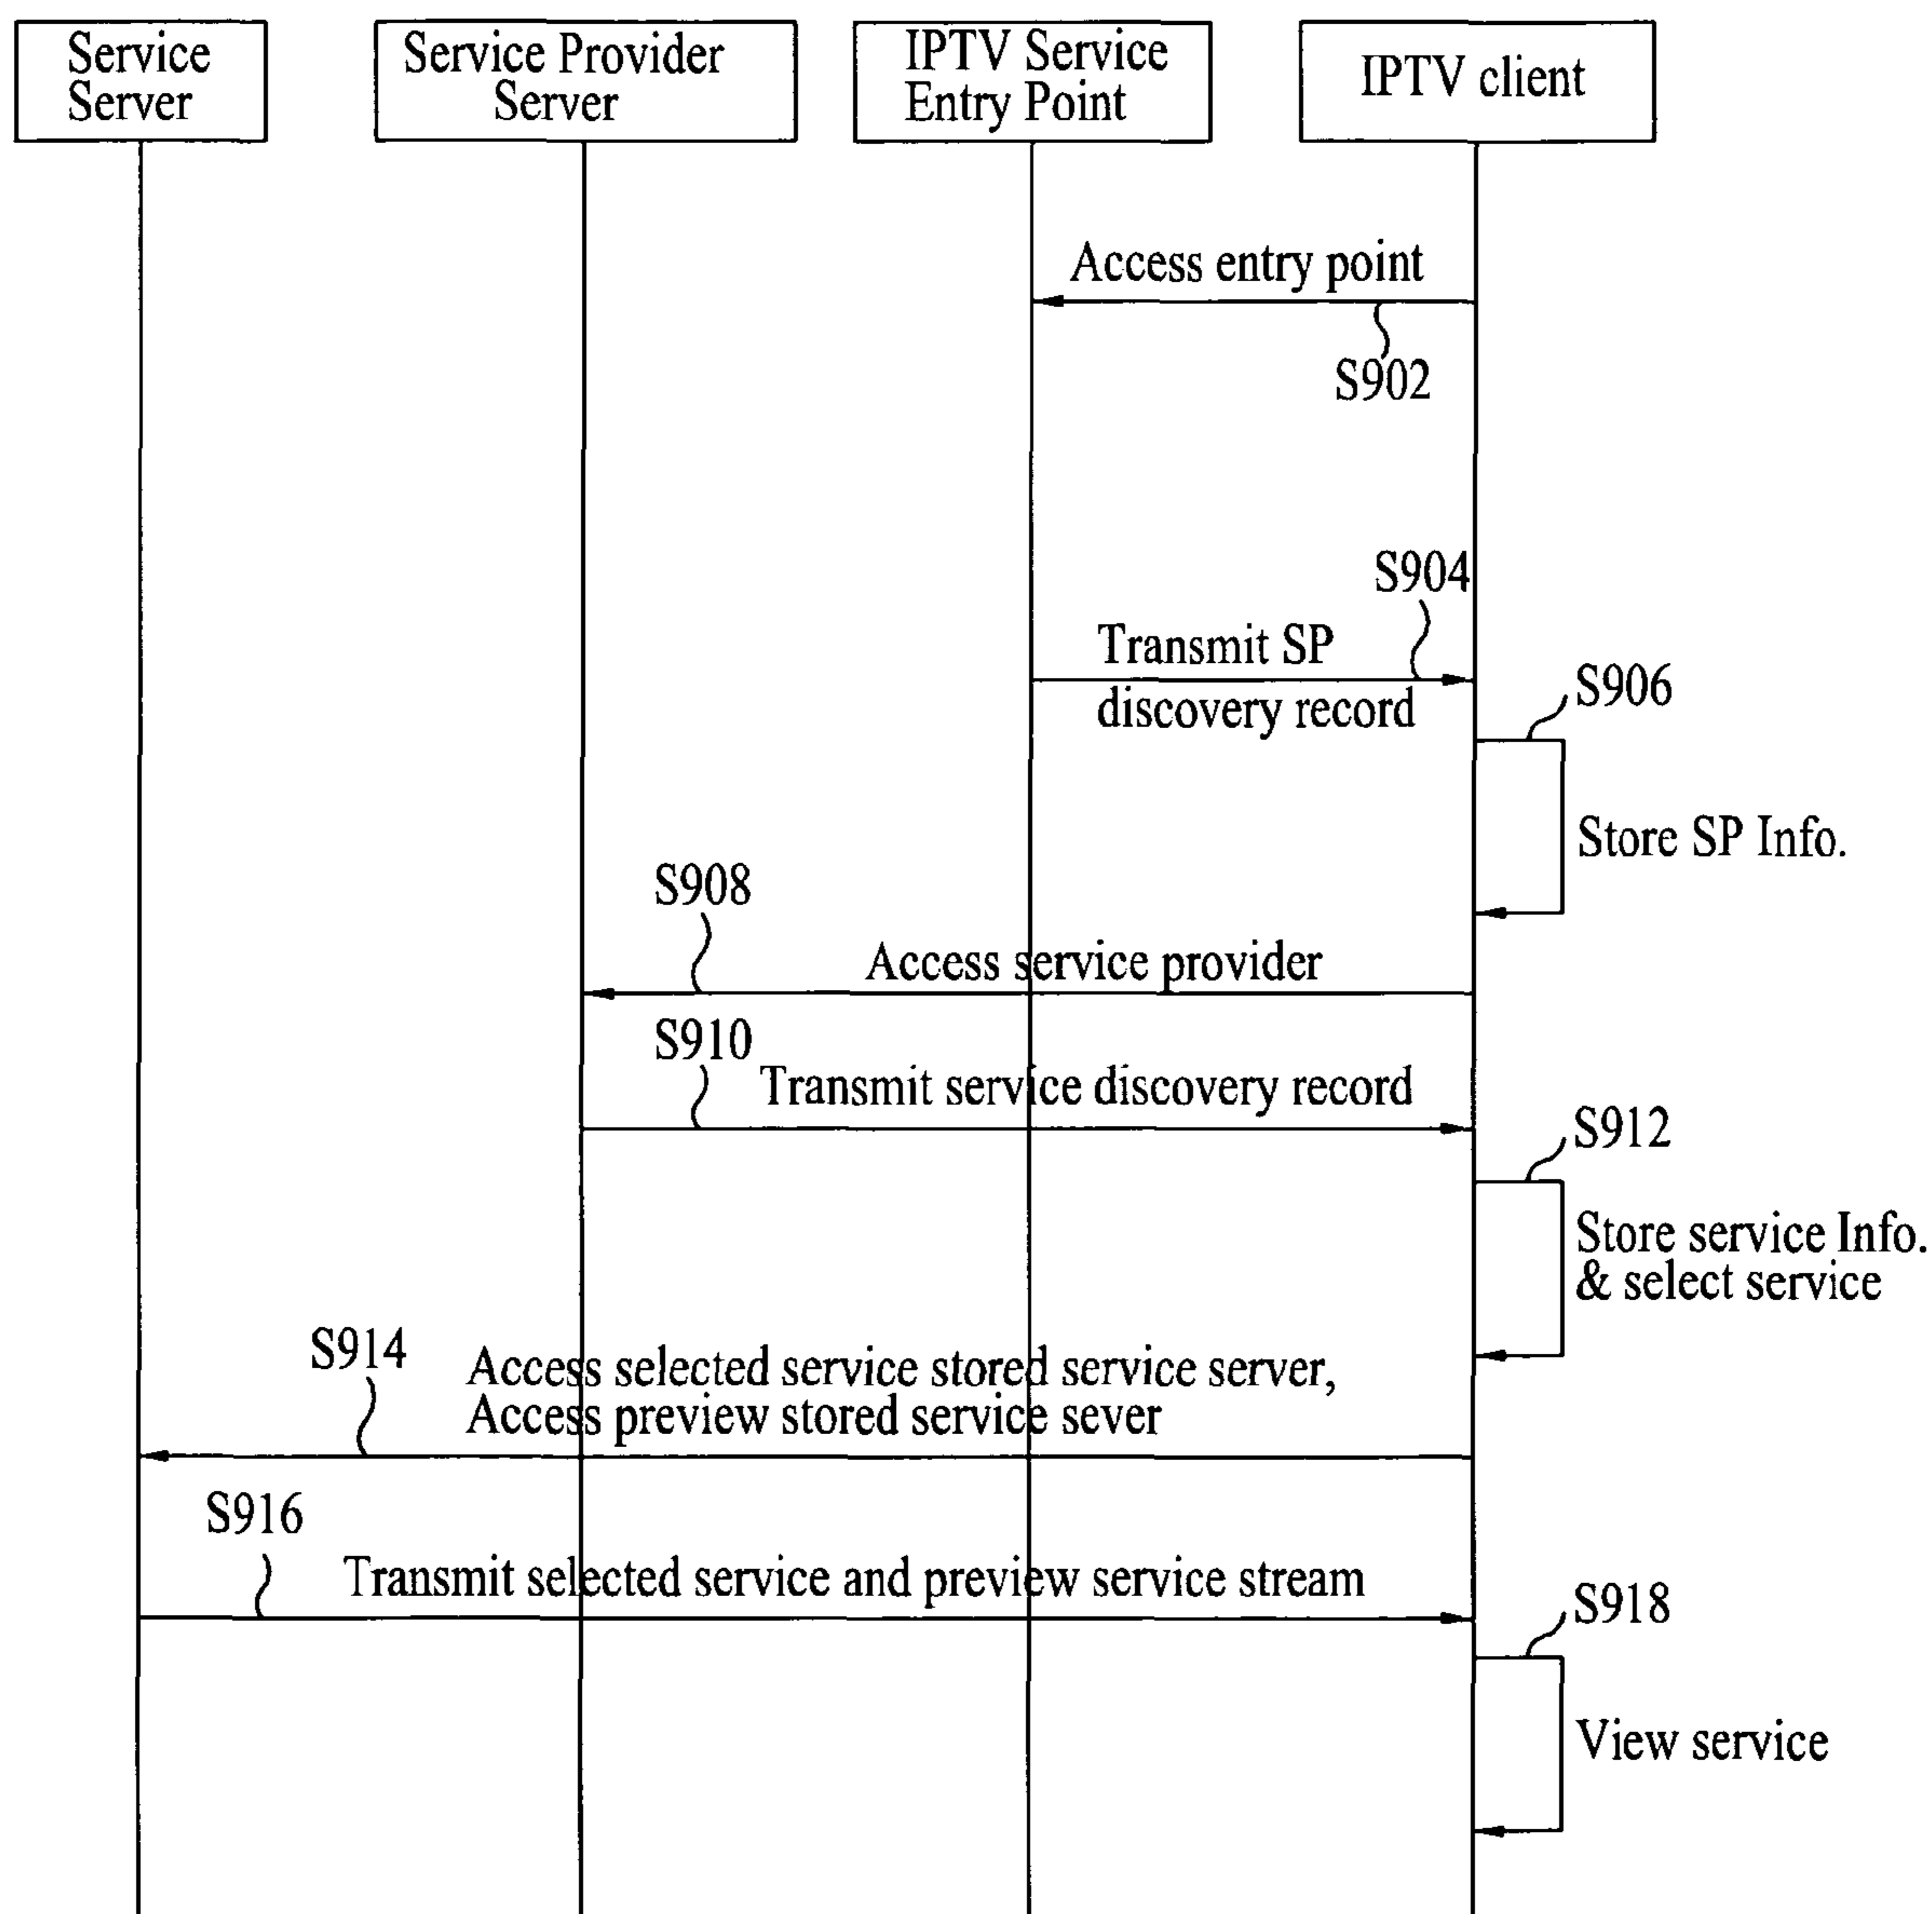 Service
Server
Service Provider
Server
IPTV Service
Entry Point
IPTV client
Access entry point
S902
S904
Transmit SP
discovery record
S906
Store SP Info.
S908
Access service provider
S910
Transmit service discovery record
S912
Store service Info.
& select service
S914
Access selected service stored service server,
Access preview stored service sever
S916
Transmit selected service and preview service stream
S918
View service